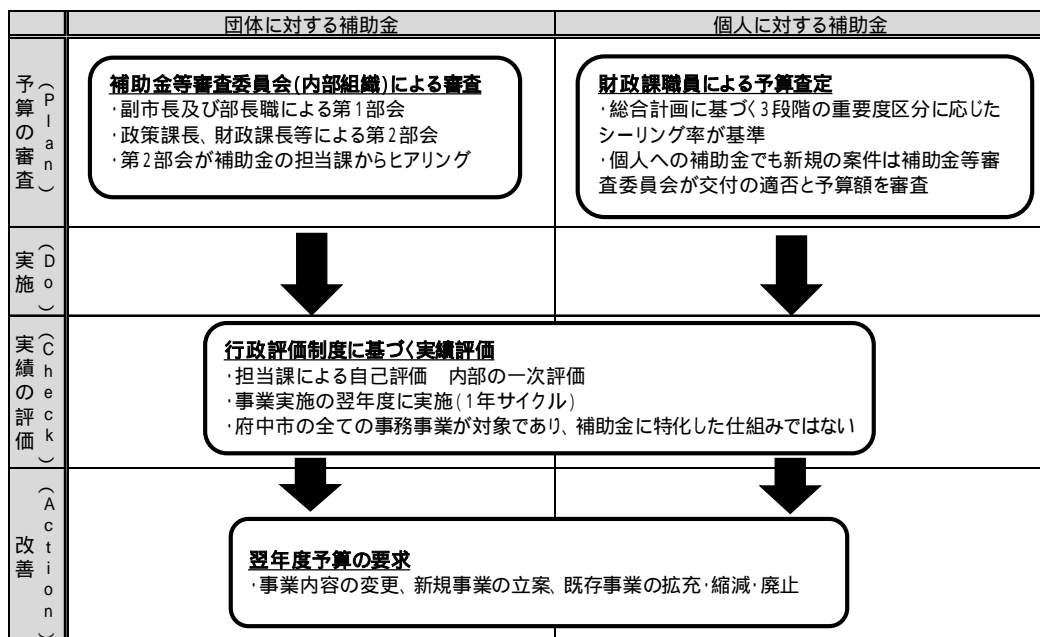 団体に対する補助金
個人に対する補助金
予算の審査
(Plan)
補助金等審査委員会(内部組織)による審査
・副市長及び部長職による第1部会
・政策課長、財政課長等による第2部会
・第2部会が補助金の担当課からヒアリング
財政課職員による予算査定
・総合計画に基づく3段階の重要度区分に応じた
シーリング率が基準
・個人への補助金でも新規の案件は補助金等審
査委員会が交付の適否と予算額を審査
実施
(Do)
実績の評価
(Check)
行政評価制度に基づく実績評価
・担当課による自己評価　内部の一次評価
・事業実施の翌年度に実施(1年サイクル)
・府中市の全ての事務事業が対象であり、補助金に特化した仕組みではない
改善
(Action)
翌年度予算の要求
・事業内容の変更、新規事業の立案、既存事業の拡充・縮減・廃止